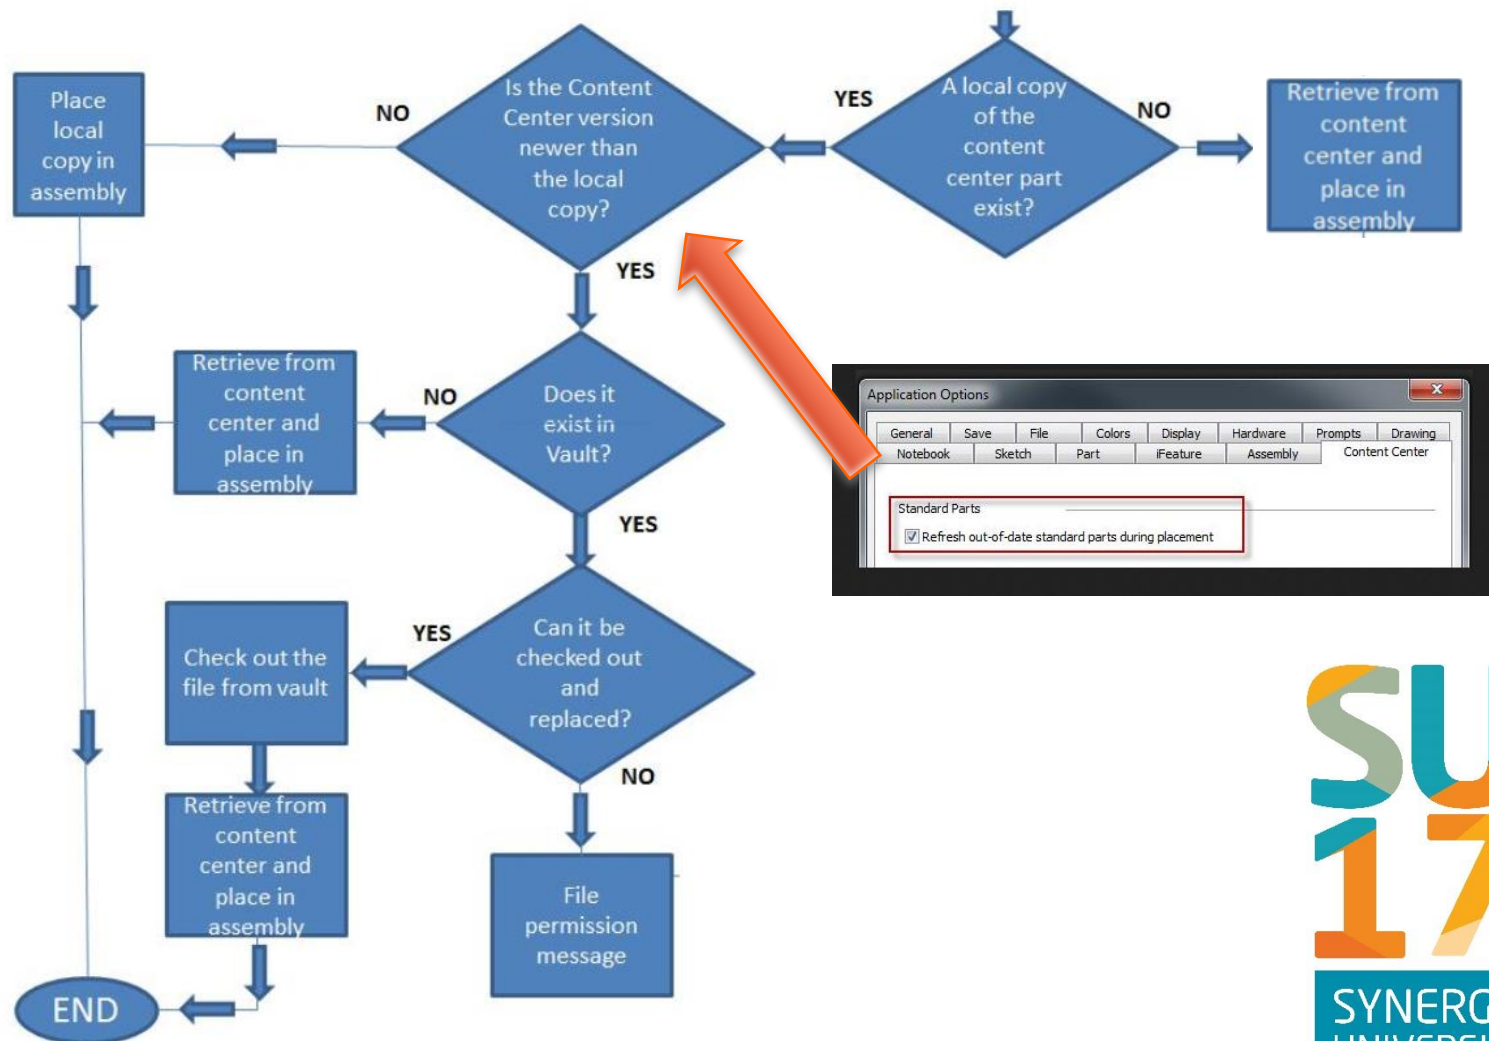 A local copy
of the
content
center part
exist?
YES
NO
Retrieve from
content
center and
place in
assembly
Is the Content
Center version
newer than
the local
copy?
NO
YES
Place
local
copy in
assembly
Does it
exist in
Vault?
NO
YES
Retrieve from
content
center and
place in
assembly
Can it be
checked out
and
replaced?
YES
NO
Check out the
file from vault
Retrieve from
content
center and
place in
assembly
File
permission
message
END
Application Options
General Save File Colors Display Hardware Prompts Drawing
Notebook Sketch Part iFeature Assembly Content Center
Standard Parts
Refresh out-of-date standard parts during placement
SU
17
SYNERG